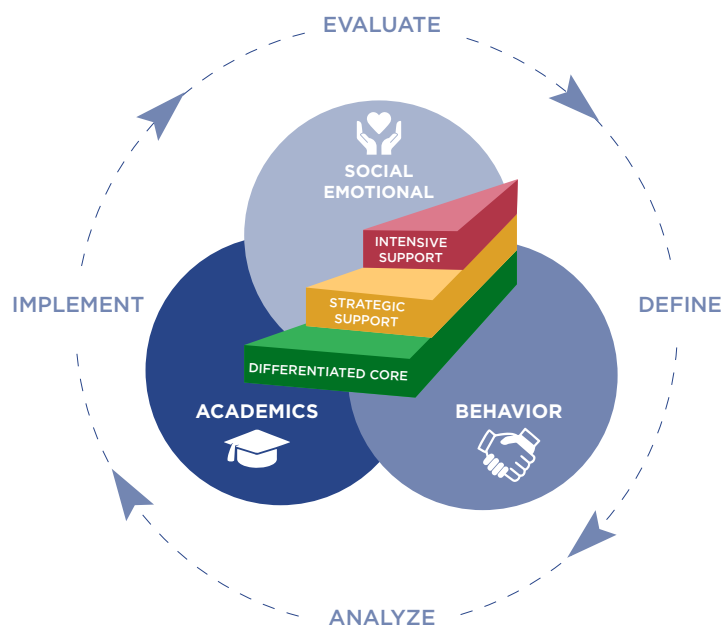 EVALUATE
SOCIAL
EMOTIONAL
INTENSIVE
SUPPORT
IMPLEMENT
DEFINE
STRATEGIC
SUPPORT
DIFFERENTIATED CORE
ACADEMICS
BEHAVIOR
ANALYZE